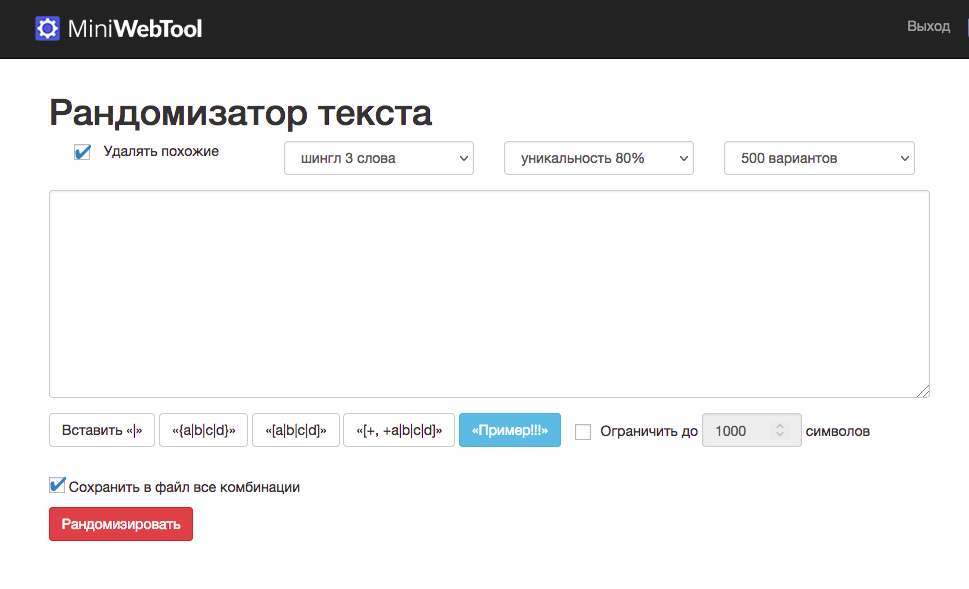 MiniWebTool
Выход
Рандомизатор текста
Удалять похожие
шингл 3 слова
уникальность 80%
500 вариантов
Вставить «|»
«{a|b|c|d}»
«[a|b|c|d]»
«[+, +a|b|c|d]»
«Пример!!!»
Ограничить до
1000
символов
Сохранить в файл все комбинации
Рандомизировать